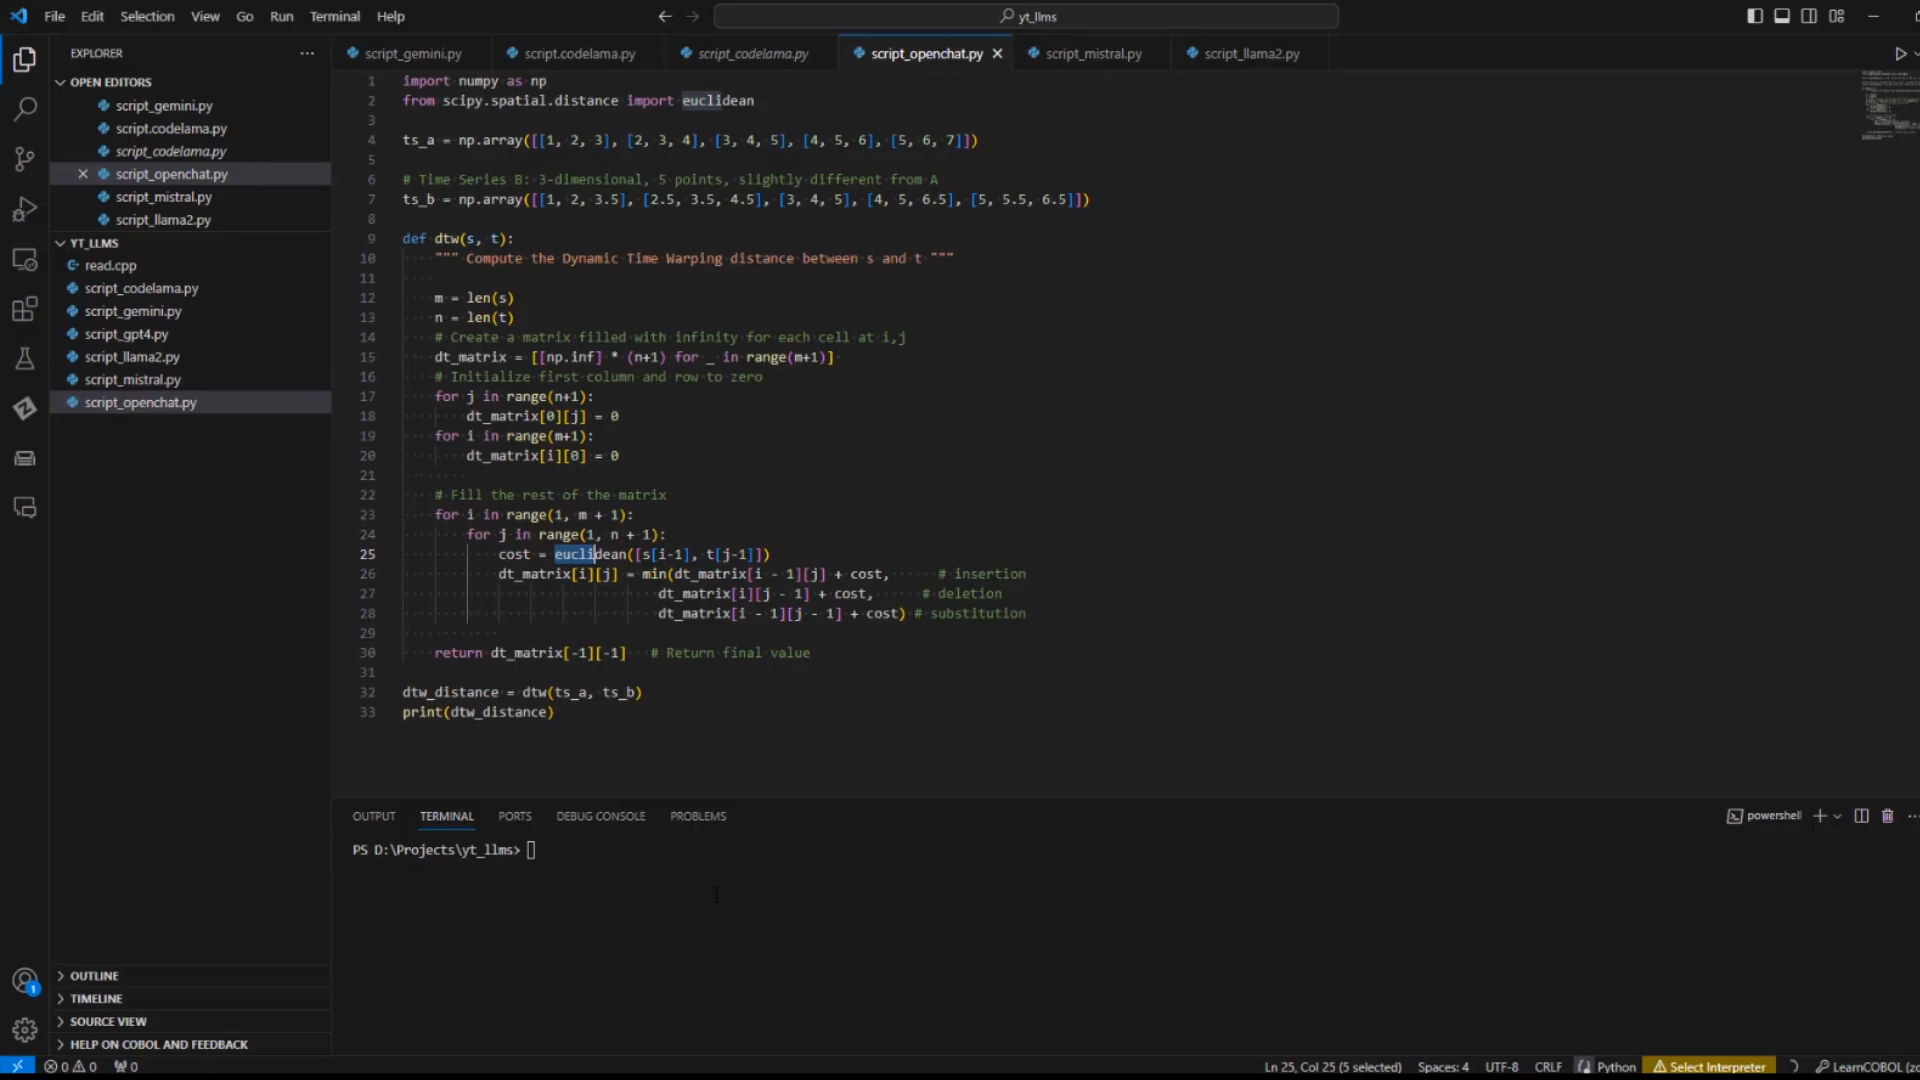 File Edit Selection View Go Run Terminal Help
yt_llms
EXPLORER
OPEN EDITORS
script_gemini.py
script.codelama.py
script_codelama.py
script_openchat.py
script_mistral.py
script_llama2.py
YT_LLMS
read.cpp
script_codelama.py
script_gemini.py
script_gpt4.py
script_llama2.py
script_mistral.py
script_openchat.py
OUTLINE
TIMELINE
SOURCE VIEW
HELP ON COBOL AND FEEDBACK
script_gemini.py script.codelama.py script_codelama.py script_openchat.py script_mistral.py script_llama2.py
1 import numpy as np
2 from scipy.spatial.distance import euclidean
3
4 ts_a = np.array([[1, 2, 3], [2, 3, 4], [3, 4, 5], [4, 5, 6], [5, 6, 7]])
5
6 # Time Series B: 3-dimensional, 5 points, slightly different from A
7 ts_b = np.array([[1, 2, 3.5], [2.5, 3.5, 4.5], [3, 4, 5], [4, 5, 6.5], [5, 5.5, 6.5]])
8
9 def dtw(s, t):
10 """ Compute the Dynamic Time Warping distance between s and t """
11
12 m = len(s)
13 n = len(t)
14 # Create a matrix filled with infinity for each cell at i,j
15 dt_matrix = [[np.inf] * (n+1) for _ in range(m+1)]
16 # Initialize first column and row to zero
17 for j in range(n+1):
18 dt_matrix[0][j] = 0
19 for i in range(m+1):
20 dt_matrix[i][0] = 0
21
22 # Fill the rest of the matrix
23 for i in range(1, m + 1):
24 for j in range(1, n + 1):
25 cost = euclidean([s[i-1], t[j-1]])
26 dt_matrix[i][j] = min(dt_matrix[i - 1][j] + cost, # insertion
27 dt_matrix[i][j - 1] + cost, # deletion
28 dt_matrix[i - 1][j - 1] + cost) # substitution
29
30 return dt_matrix[-1][-1] # Return final value
31
32 dtw_distance = dtw(ts_a, ts_b)
33 print(dtw_distance)
OUTPUT TERMINAL PORTS DEBUG CONSOLE PROBLEMS
powershell
PS D:\Projects\yt_llms>
1
0 0 0 Ln 25, Col 25 (5 selected) Spaces: 4 UTF-8 CRLF Python Select Interpreter LearnCOBOL